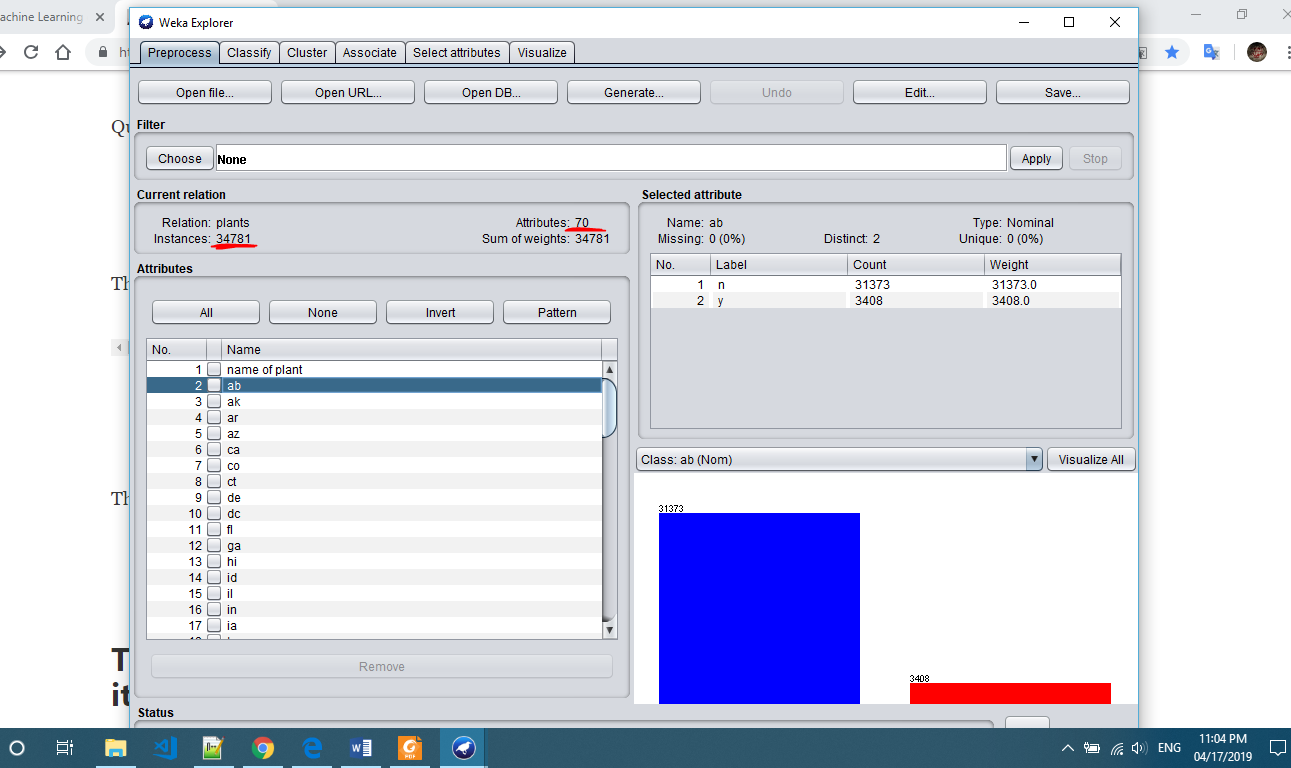 achine Learning
Weka Explorer
Preprocess Classify Cluster Associate Select attributes Visualize
Open file... Open URL... Open DB... Generate... Undo Edit... Save...
Filter
Choose None Apply Stop
Current relation
Relation: plants Attributes: 70
Instances: 34781 Sum of weights: 34781
Attributes
All None Invert Pattern
No. Name
1 name of plant
2 ab
3 ak
4 ar
5 az
6 ca
7 co
8 ct
9 de
10 dc
11 fl
12 ga
13 hi
14 id
15 il
16 in
17 ia
Remove
Status
Selected attribute
Name: ab Type: Nominal
Missing: 0 (0%) Distinct: 2 Unique: 0 (0%)
No. Label Count Weight
1 n 31373 31373.0
2 y 3408 3408.0
Class: ab (Nom) Visualize All
31373
3408
Qu
Th
Th
T
it
ENG
11:04 PM
04/17/2019